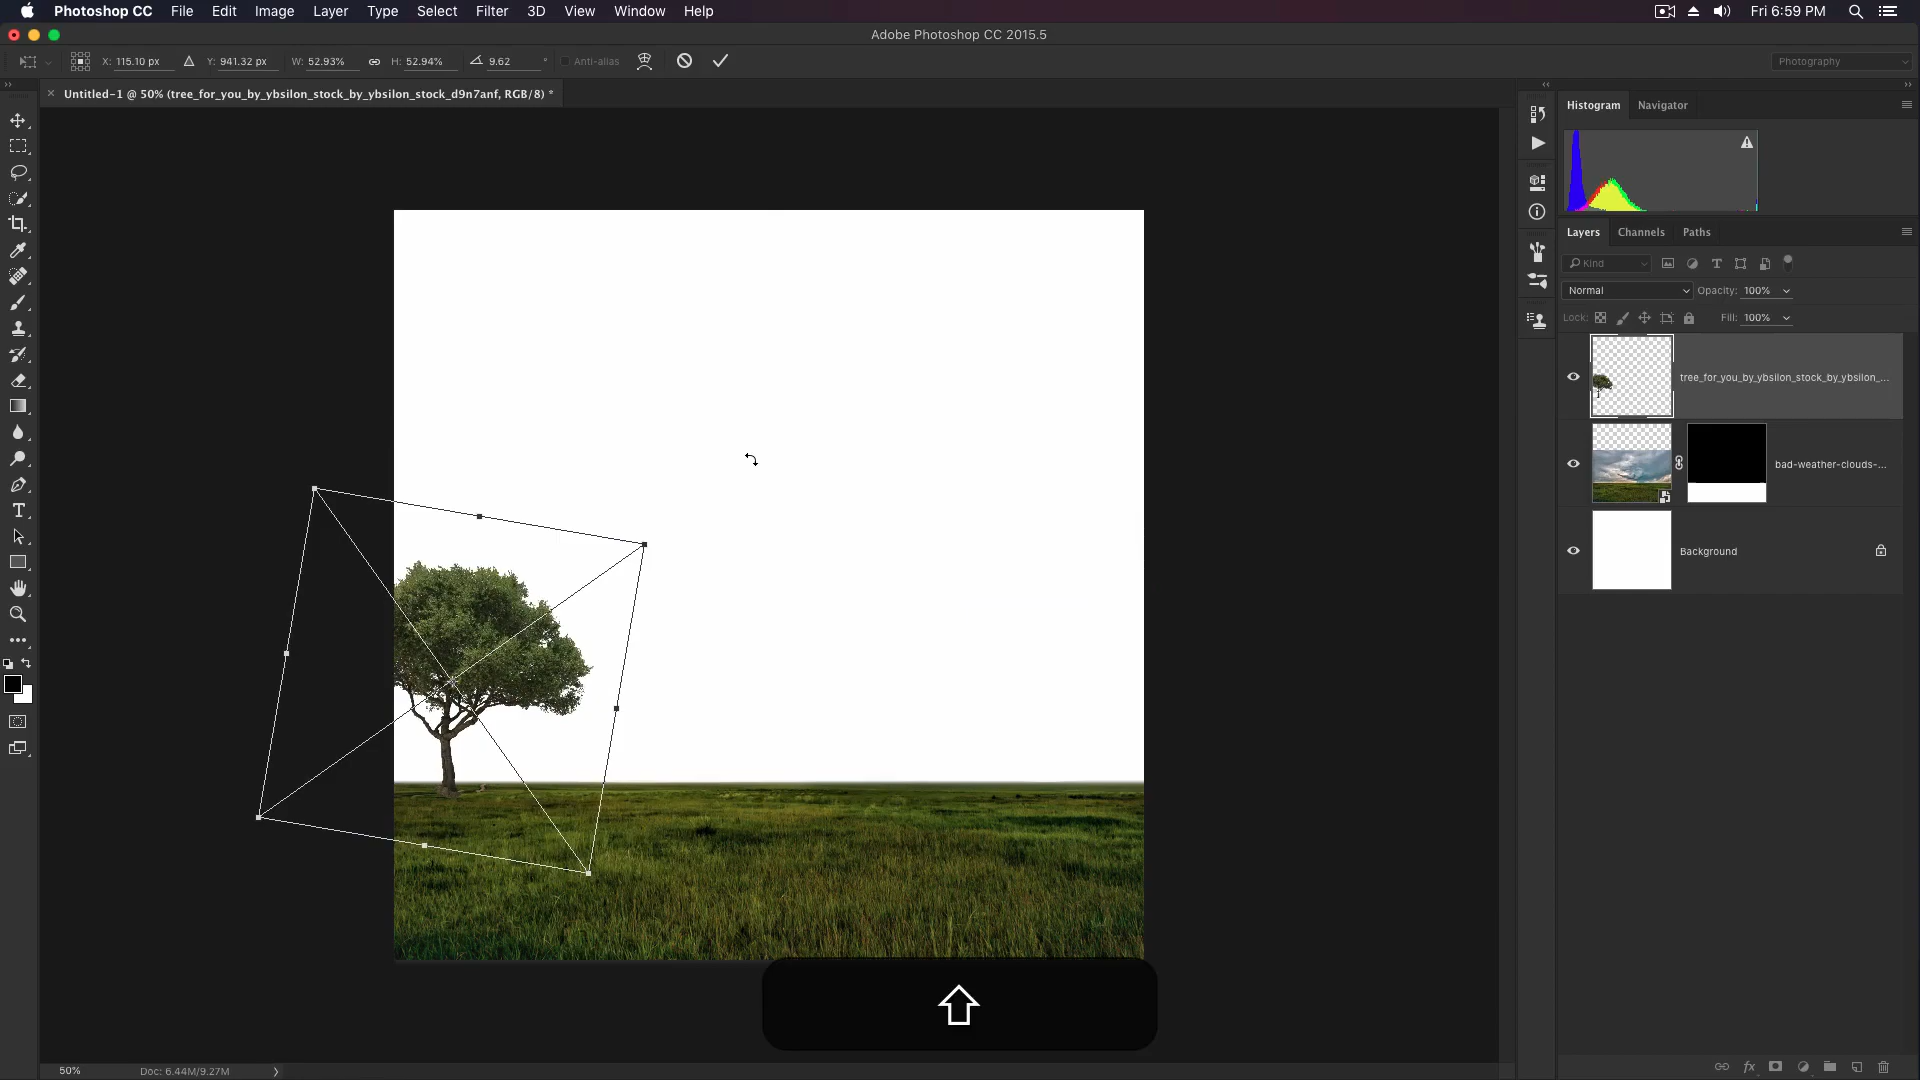 Photoshop CC File Edit Image Layer Type Select Filter 3D View Window Help Fri 6:59 PM
Adobe Photoshop CC 2015.5
X: 115.10 px Y: 941.32 px W: 52.93% H: 52.94% 9.62 ° Anti-alias Photography
Untitled-1 @ 50% (tree_for_you_by_ybsilon_stock_by_ybsilon_stock_d9n7anf, RGB/8) *
Histogram Navigator
Layers Channels Paths
Kind
Normal Opacity: 100%
Lock: Fill: 100%
tree_for_you_by_ybsilon_stock_by_ybsilon_...
bad-weather-clouds-...
Background
50% Doc: 6.44M/9.27M